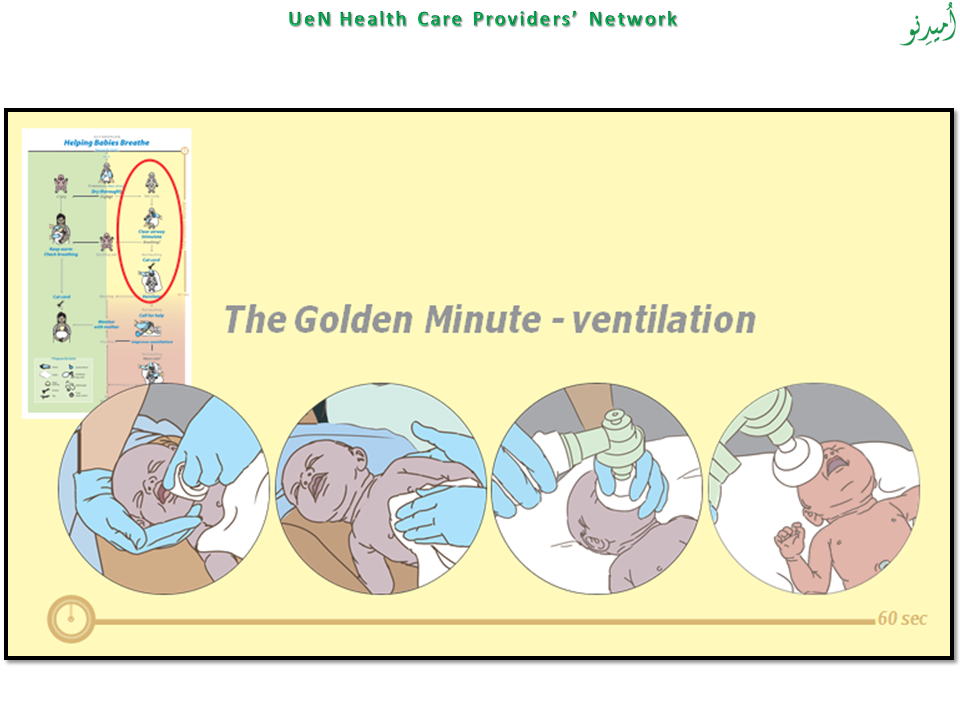 UeN Health Care Providers' Network
اُمیدِنو
Helping Babies Breathe
Dry thoroughly
Clear airway
Stimulate
Keep warm
Check breathing
Cut cord
Cut cord
Ventilate
Call for help
Monitor
with mother
Improve ventilation
The Golden Minute - ventilation
60 sec